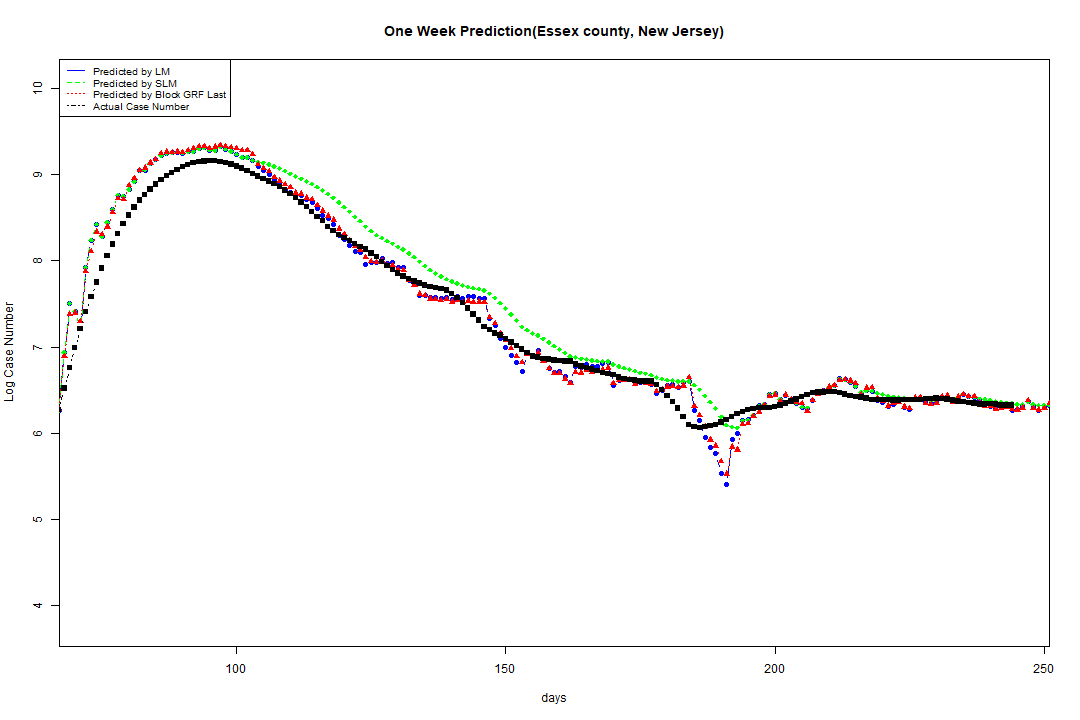 One Week Prediction(Essex county, New Jersey)
Predicted by LM
Predicted by SLM
Predicted by Block GRF Last
Actual Case Number
Log Case Number
10
9
8
7
6
5
4
100 150 200 250
days